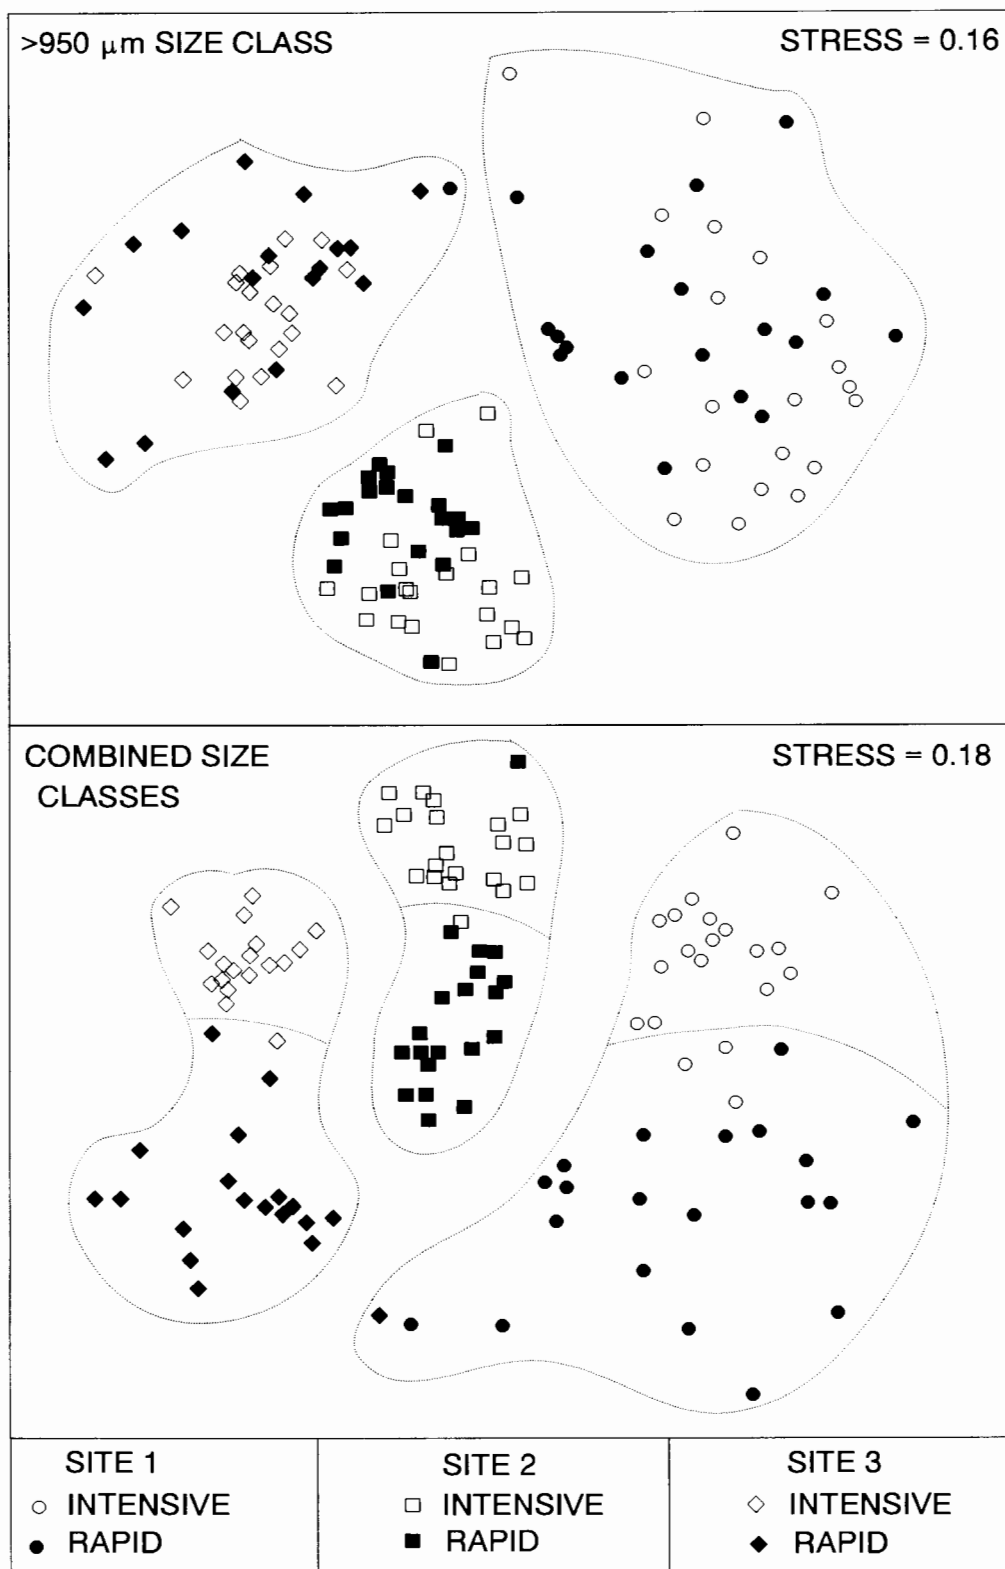 >950 μm SIZE CLASS
STRESS = 0.16
COMBINED SIZE
CLASSES
STRESS = 0.18
SITE 1
INTENSIVE
RAPID
SITE 2
INTENSIVE
RAPID
SITE 3
INTENSIVE
RAPID